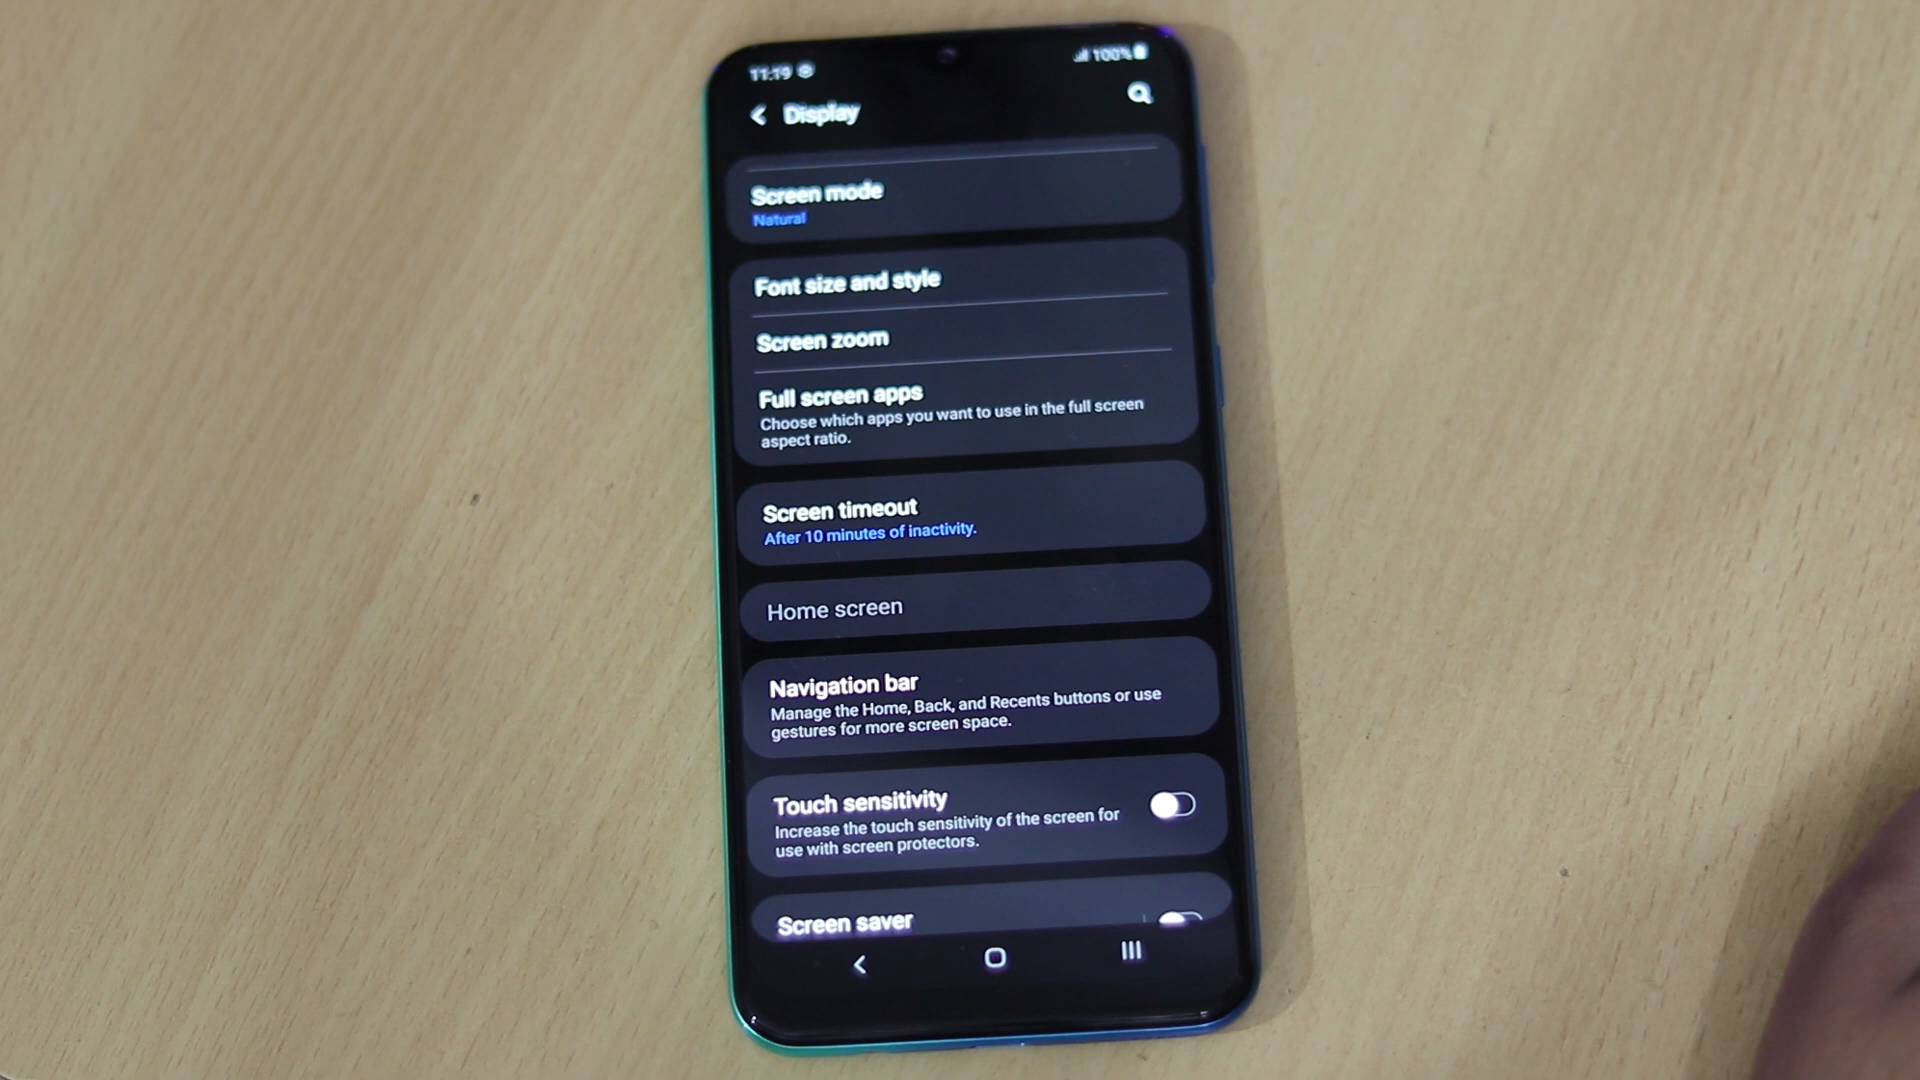 11:19
100%
Display
Screen mode
Natural
Font size and style
Screen zoom
Full screen apps
Choose which apps you want to use in the full screen
aspect ratio.
Screen timeout
After 10 minutes of inactivity.
Home screen
Navigation bar
Manage the Home, Back, and Recents buttons or use
gestures for more screen space.
Touch sensitivity
Increase the touch sensitivity of the screen for
use with screen protectors.
Screen saver